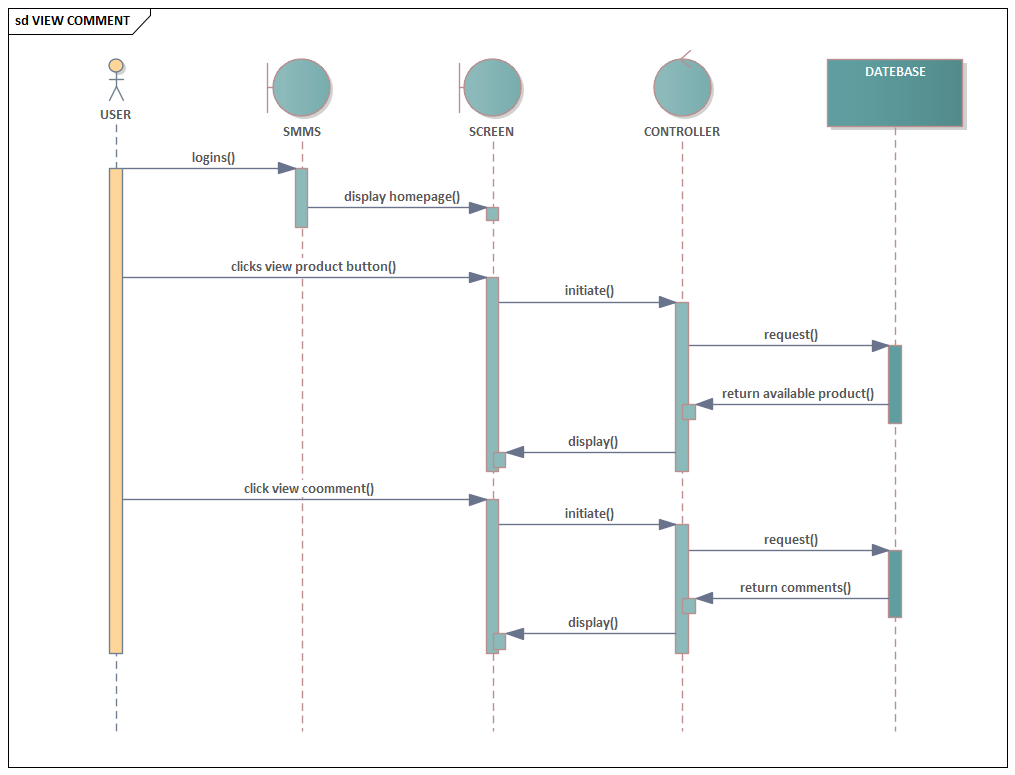 sd VIEW COMMENT
USER
SMMS
SCREEN
CONTROLLER
DATEBASE
logins()
display homepage()
clicks view product button()
initiate()
request()
return available product()
display()
click view coomment()
initiate()
request()
return comments()
display()